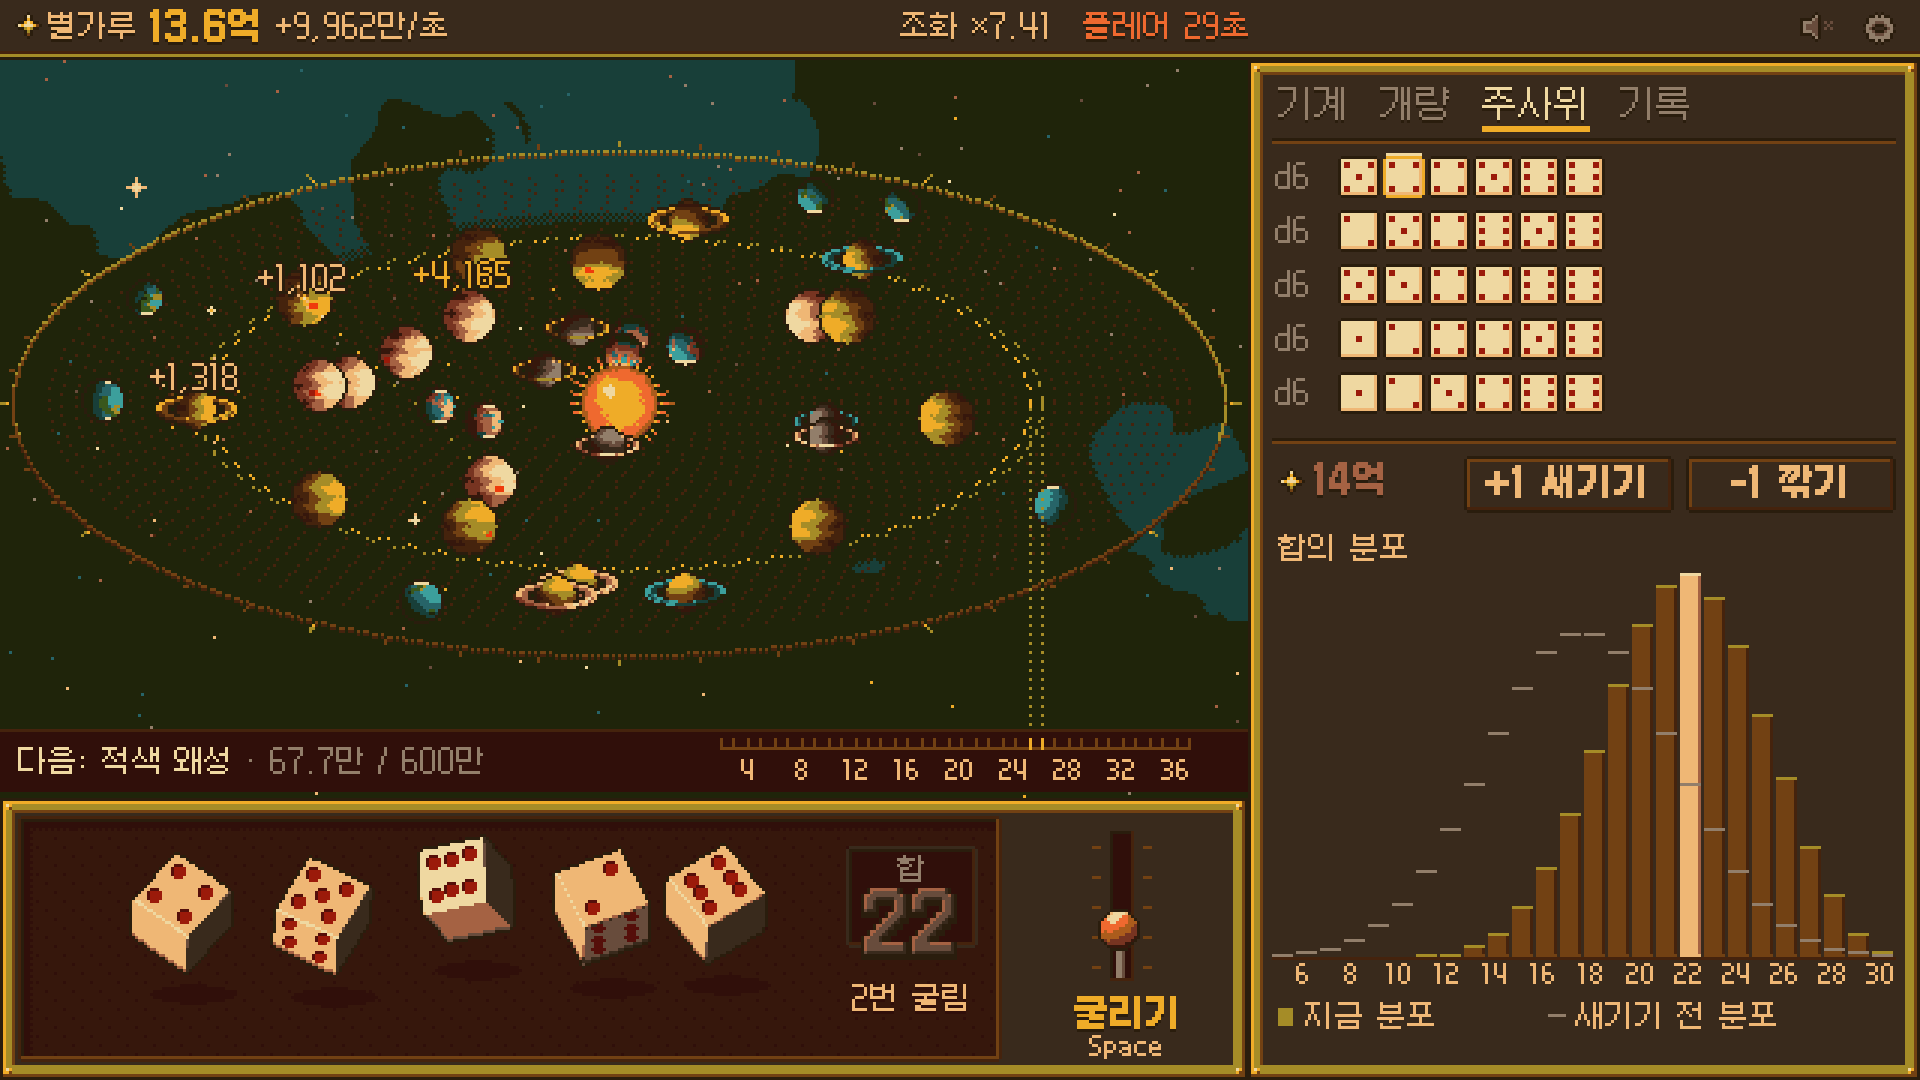 별가루 13.6억 +9,962만/초
조화 ×7.41 플레어 29초
기계 개량 주사위 기록
d6
d6
d6
d6
d6
+1,102
+4,165
+1,318
14억 +1 새기기 -1 깎기
합의 분포
6 8 10 12 14 16 18 20 22 24 26 28 30
지금 분포 새기기 전 분포
다음: 적색 왜성 · 67.7만 / 600만
4 8 12 16 20 24 28 32 36
합
22
2번 굴림
굴리기
Space